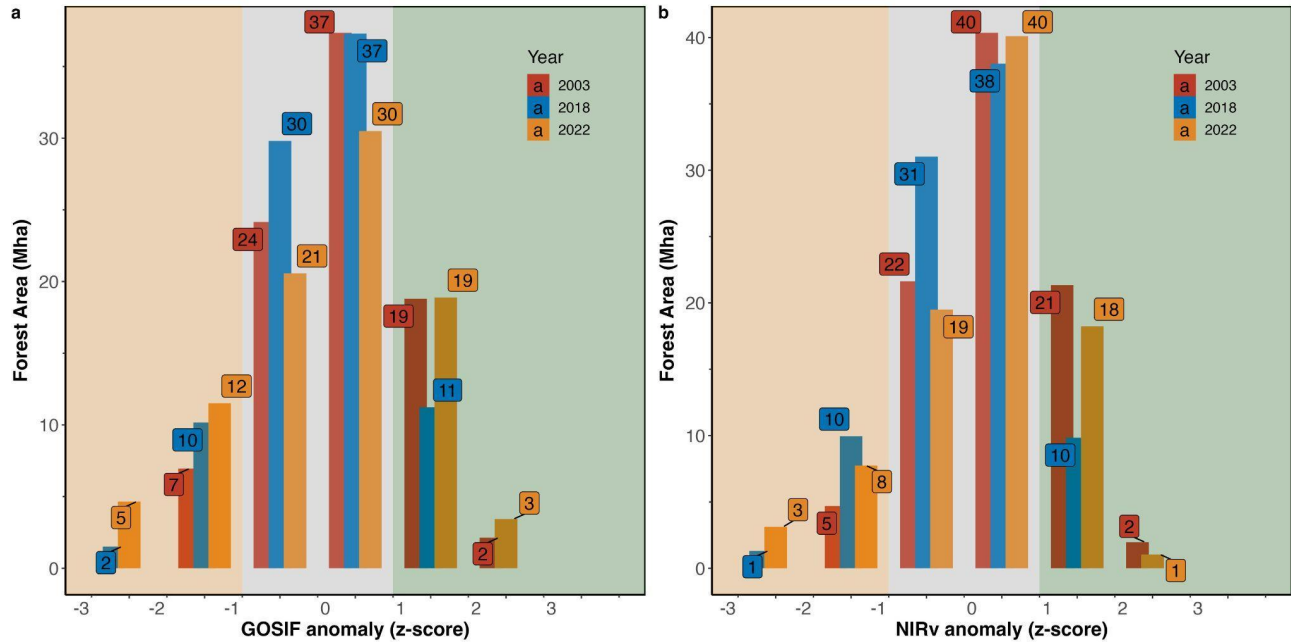 a
Forest Area (Mha)
30
20
10
0
37
37
30
30
24
21
19
19
12
11
10
7
5
3
2
2
Year
a 2003
a 2018
a 2022
-3 -2 -1 0 1 2 3
GOSIF anomaly (z-score)
b
Forest Area (Mha)
40
30
20
10
0
40
40
38
31
22
21
19
18
10
10
8
5
3
2
1
1
Year
a 2003
a 2018
a 2022
-3 -2 -1 0 1 2 3
NIRv anomaly (z-score)